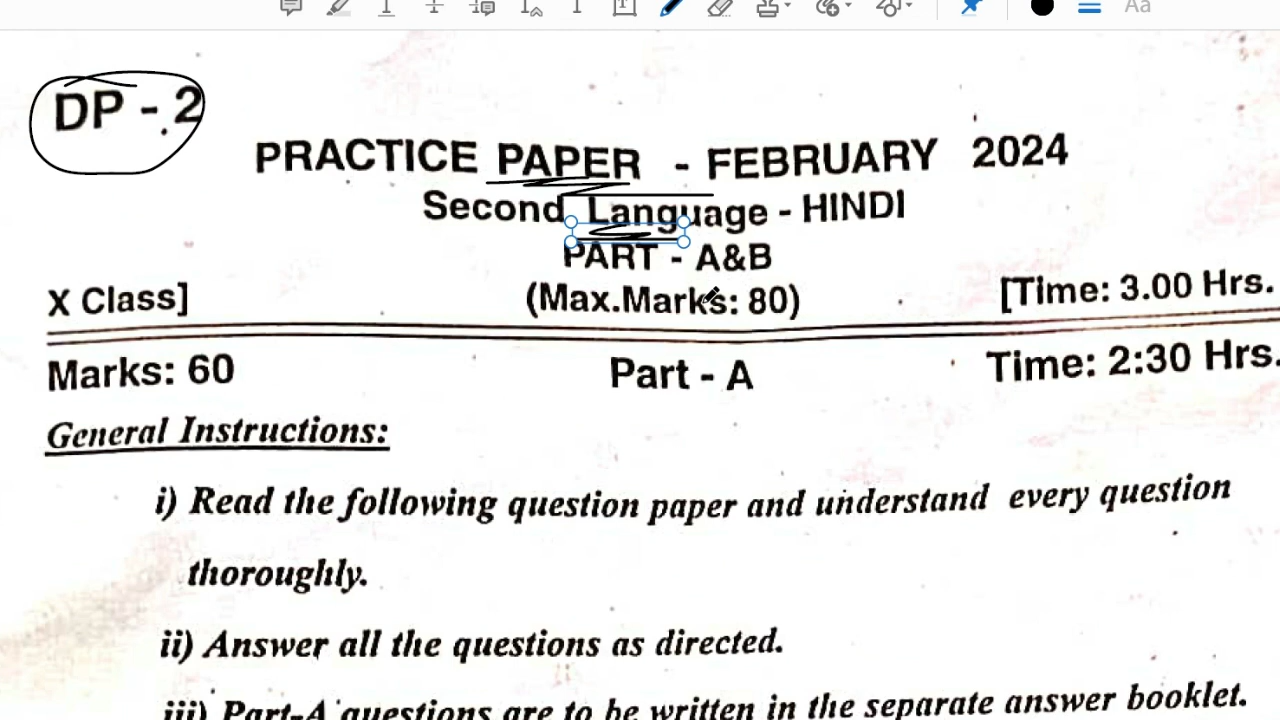 Aa
DP - 2
PRACTICE PAPER - FEBRUARY 2024
Second Language - HINDI
PART - A&B
X Class] (Max.Marks: 80) [Time: 3.00 Hrs.
Marks: 60 Part - A Time: 2:30 Hrs.
General Instructions:
i) Read the following question paper and understand every question
thoroughly.
ii) Answer all the questions as directed.
iii) Part-A questions are to be written in the separate answer booklet.